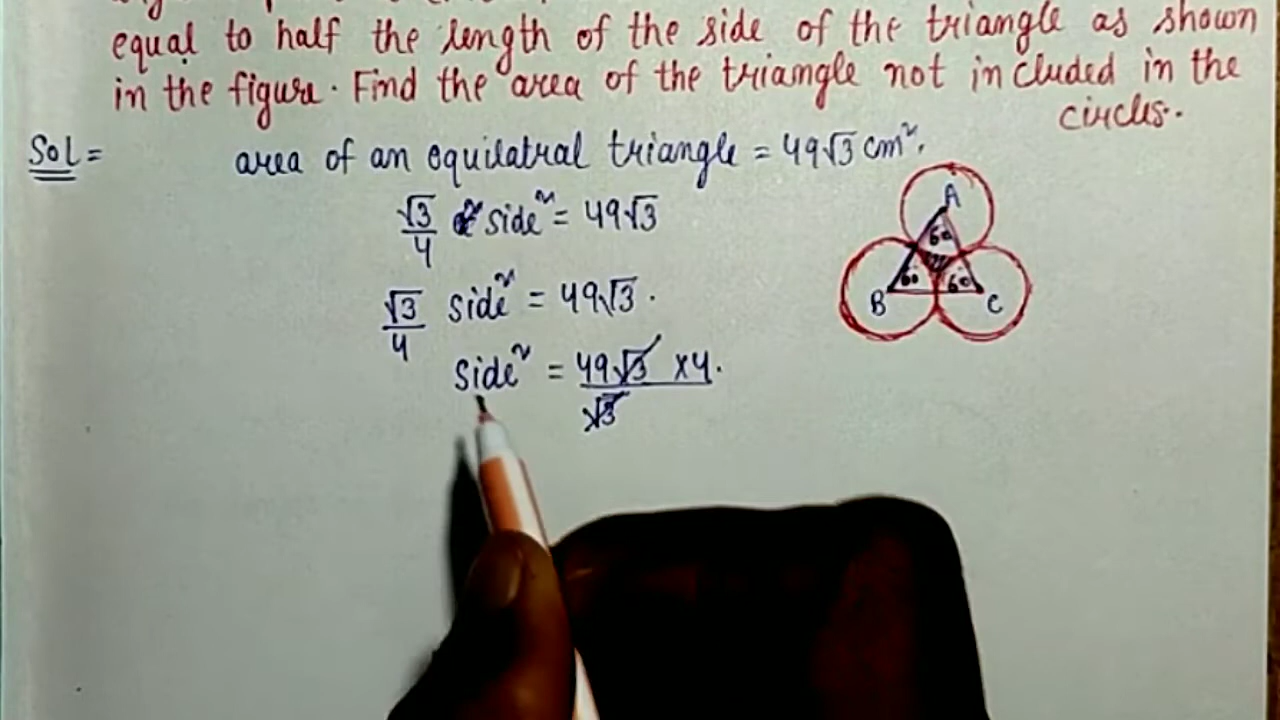 equal to half the length of the side of the triangle as shown
in the figure. Find the area of the triangle not included in the
circles.
Sol = area of an equilatral triangle = 49√3 cm².
√3/4 side² = 49√3
√3/4 side² = 49√3.
side² = 49√3 × 4.
√3
A
60
60 60
B C